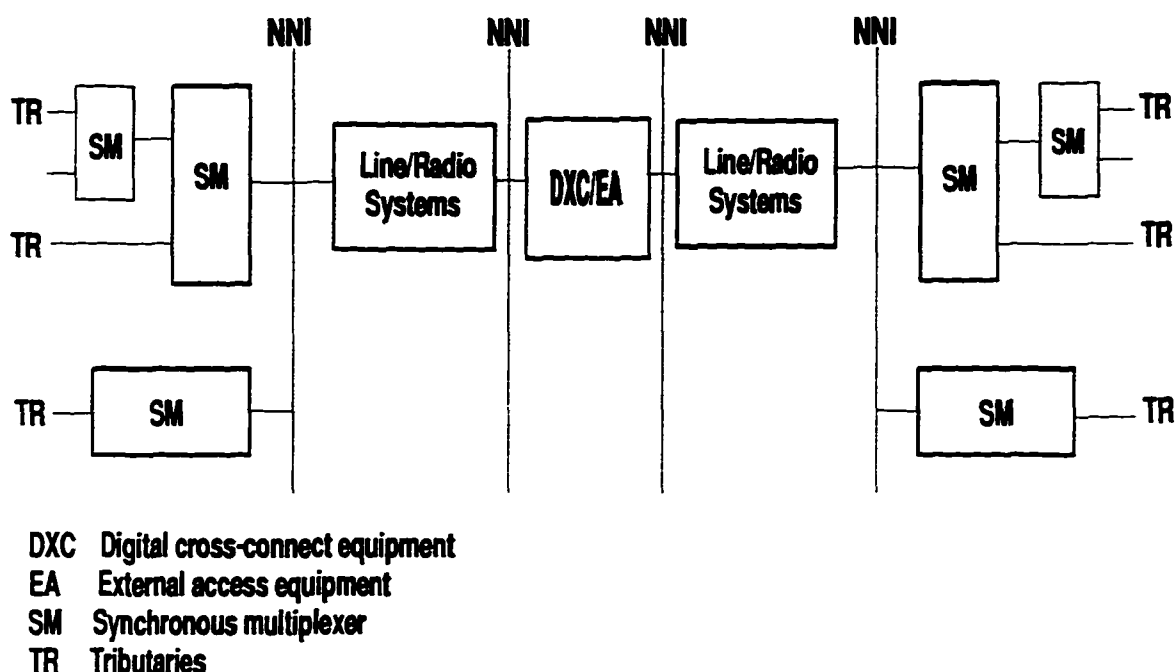 NNI NNI NNI NNI
TR SM SM Line/Radio Systems DXC/EA Line/Radio Systems SM SM TR
TR TR
TR SM SM TR
DXC Digital cross-connect equipment
EA External access equipment
SM Synchronous multiplexer
TR Tributaries